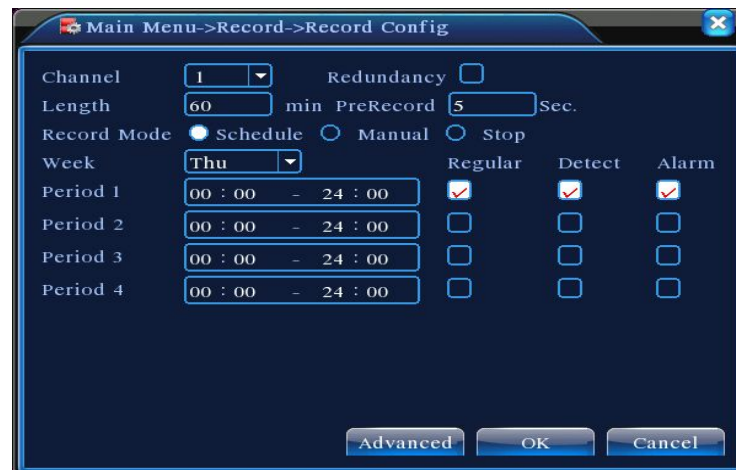 Main Menu->Record->Record Config
Channel 1 Redundancy
Length 60 min PreRecord 5 Sec.
Record Mode Schedule Manual Stop
Week Thu Regular Detect Alarm
Period 1 00 : 00 - 24 : 00
Period 2 00 : 00 - 24 : 00
Period 3 00 : 00 - 24 : 00
Period 4 00 : 00 - 24 : 00
Advanced OK Cancel